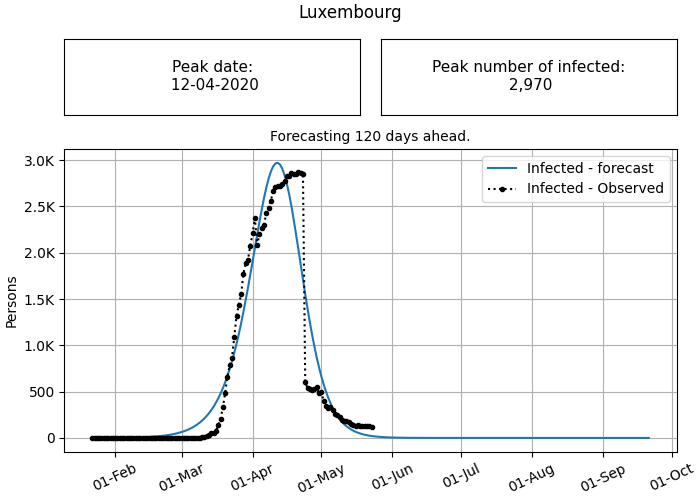 Luxembourg
Peak date:
12-04-2020
Peak number of infected:
2,970
Forecasting 120 days ahead.
Infected - forecast
Infected - Observed
3.0K
2.5K
2.0K
1.5K
1.0K
500
0
Persons
01-Feb
01-Mar
01-Apr
01-May
01-Jun
01-Jul
01-Aug
01-Sep
01-Oct